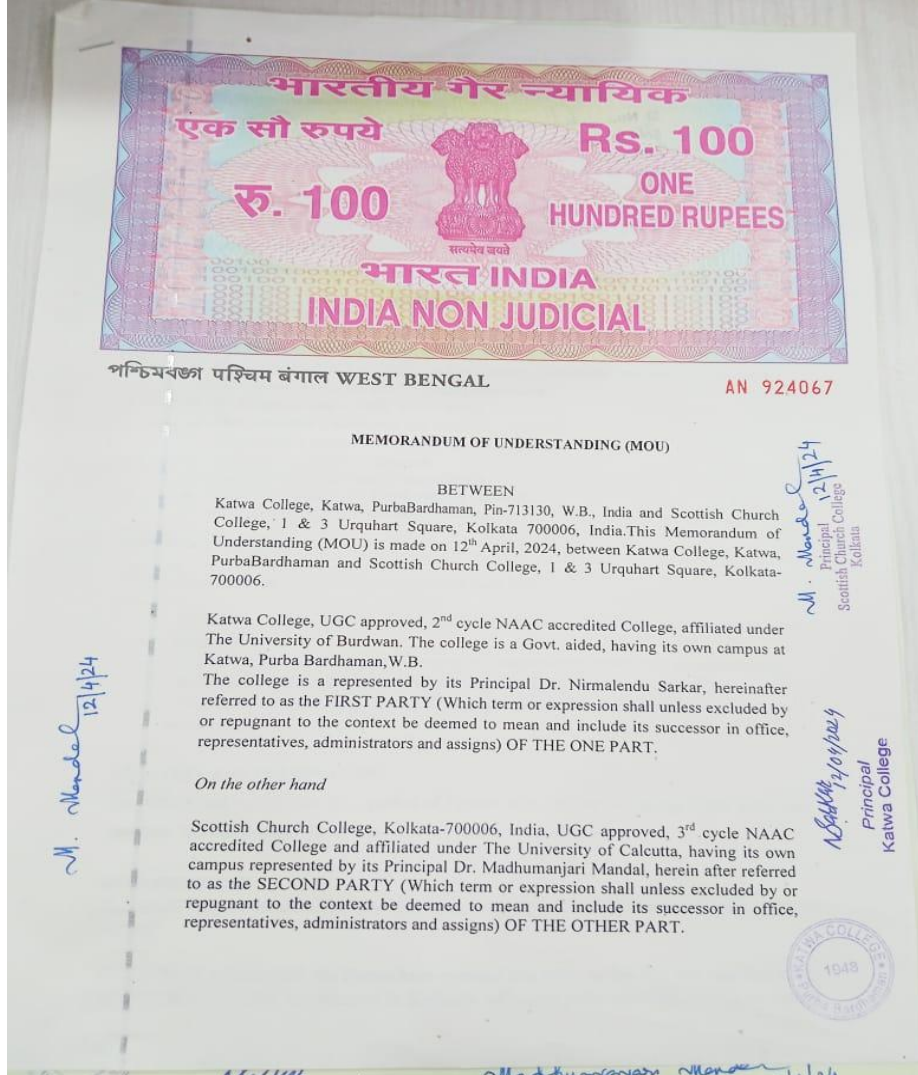 भारतीय गैर न्यायिक
एक सौ रुपये
Rs. 100
रु. 100
ONE
HUNDRED RUPEES
सत्यमेव जयते
भारत INDIA
INDIA NON JUDICIAL
পশ্চিমবঙ্গ पश्चिम बंगाल WEST BENGAL
AN 924067
MEMORANDUM OF UNDERSTANDING (MOU)
BETWEEN
Katwa College, Katwa, PurbaBardhaman, Pin-713130, W.B., India and Scottish Church
College, 1 & 3 Urquhart Square, Kolkata 700006, India.This Memorandum of
Understanding (MOU) is made on 12th April, 2024, between Katwa College, Katwa,
PurbaBardhaman and Scottish Church College, 1 & 3 Urquhart Square, Kolkata-
700006.
Katwa College, UGC approved, 2nd cycle NAAC accredited College, affiliated under
The University of Burdwan. The college is a Govt. aided, having its own campus at
Katwa, Purba Bardhaman,W.B.
The college is a represented by its Principal Dr. Nirmalendu Sarkar, hereinafter
referred to as the FIRST PARTY (Which term or expression shall unless excluded by
or repugnant to the context be deemed to mean and include its successor in office,
representatives, administrators and assigns) OF THE ONE PART.
On the other hand
Scottish Church College, Kolkata-700006, India, UGC approved, 3rd cycle NAAC
accredited College and affiliated under The University of Calcutta, having its own
campus represented by its Principal Dr. Madhumanjari Mandal, herein after referred
to as the SECOND PARTY (Which term or expression shall unless excluded by or
repugnant to the context be deemed to mean and include its successor in office,
representatives, administrators and assigns) OF THE OTHER PART.
M. Mandal
12/4/24
M. Mandal
12/4/24
Principal
Scottish Church College
Kolkata
NSarkar
12/04/2024
Principal
Katwa College
KATWA COLLEGE
1948
Purba Bardhaman